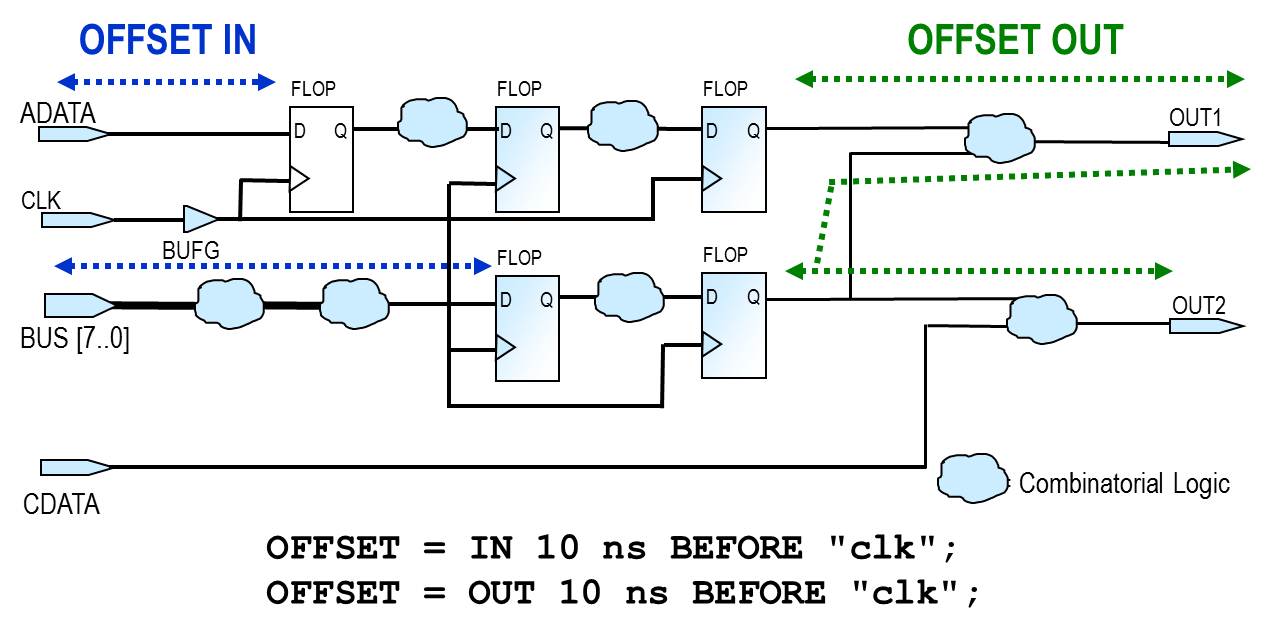 OFFSET IN
OFFSET OUT
FLOP
FLOP
FLOP
ADATA
D Q
D Q
D Q
OUT1
CLK
BUFG
FLOP
FLOP
D Q
D Q
BUS [7..0]
OUT2
CDATA
Combinatorial Logic
OFFSET = IN 10 ns BEFORE "clk";
OFFSET = OUT 10 ns BEFORE "clk";